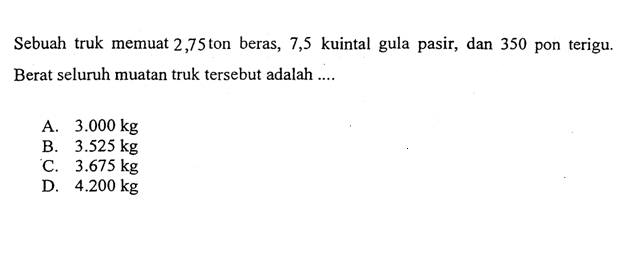 Sebuah truk memuat 2,75 ton beras, 7,5 kuintal gula pasir, dan 350 pon terigu.
Berat seluruh muatan truk tersebut adalah ....
A. 3.000 kg
B. 3.525 kg
C. 3.675 kg
D. 4.200 kg